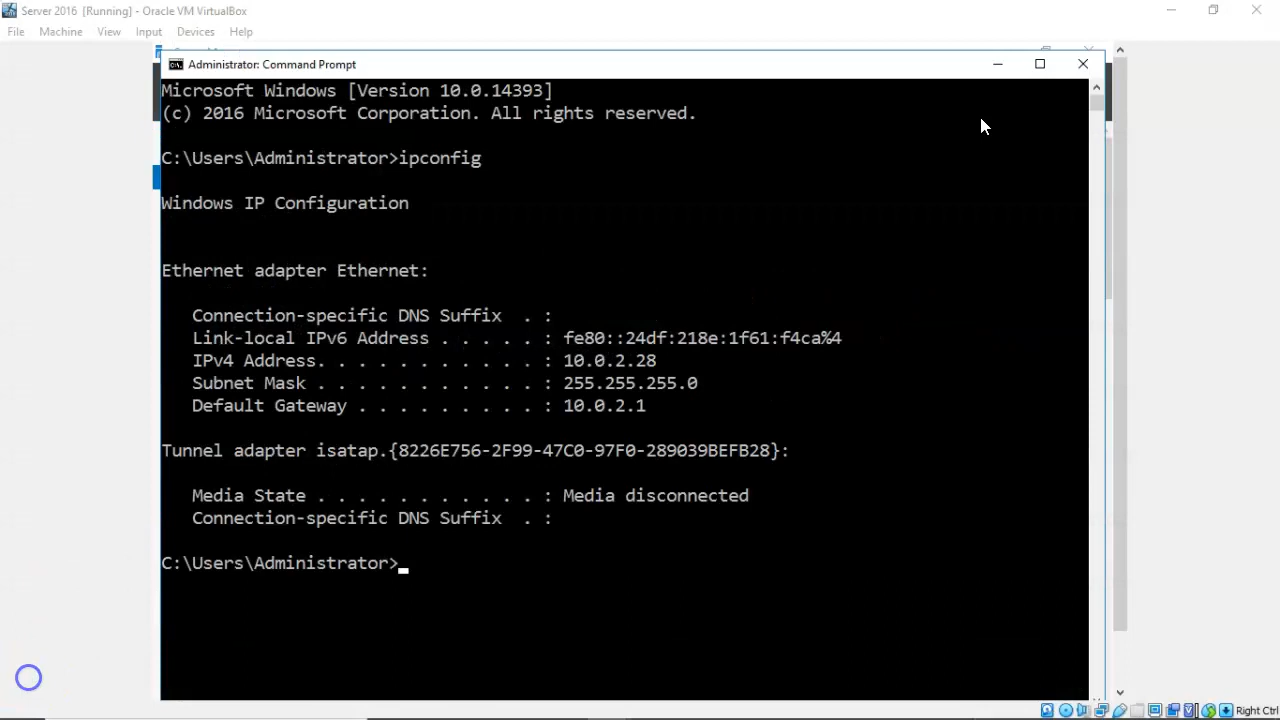 Server 2016 [Running] - Oracle VM VirtualBox
File Machine View Input Devices Help
Administrator: Command Prompt
Microsoft Windows [Version 10.0.14393]
(c) 2016 Microsoft Corporation. All rights reserved.
C:\Users\Administrator>ipconfig
Windows IP Configuration
Ethernet adapter Ethernet:
Connection-specific DNS Suffix . :
Link-local IPv6 Address . . . . . : fe80::24df:218e:1f61:f4ca%4
IPv4 Address. . . . . . . . . . . : 10.0.2.28
Subnet Mask . . . . . . . . . . . : 255.255.255.0
Default Gateway . . . . . . . . . : 10.0.2.1
Tunnel adapter isatap.{8226E756-2F99-47C0-97F0-289039BEFB28}:
Media State . . . . . . . . . . . : Media disconnected
Connection-specific DNS Suffix . :
C:\Users\Administrator>
Right Ctrl